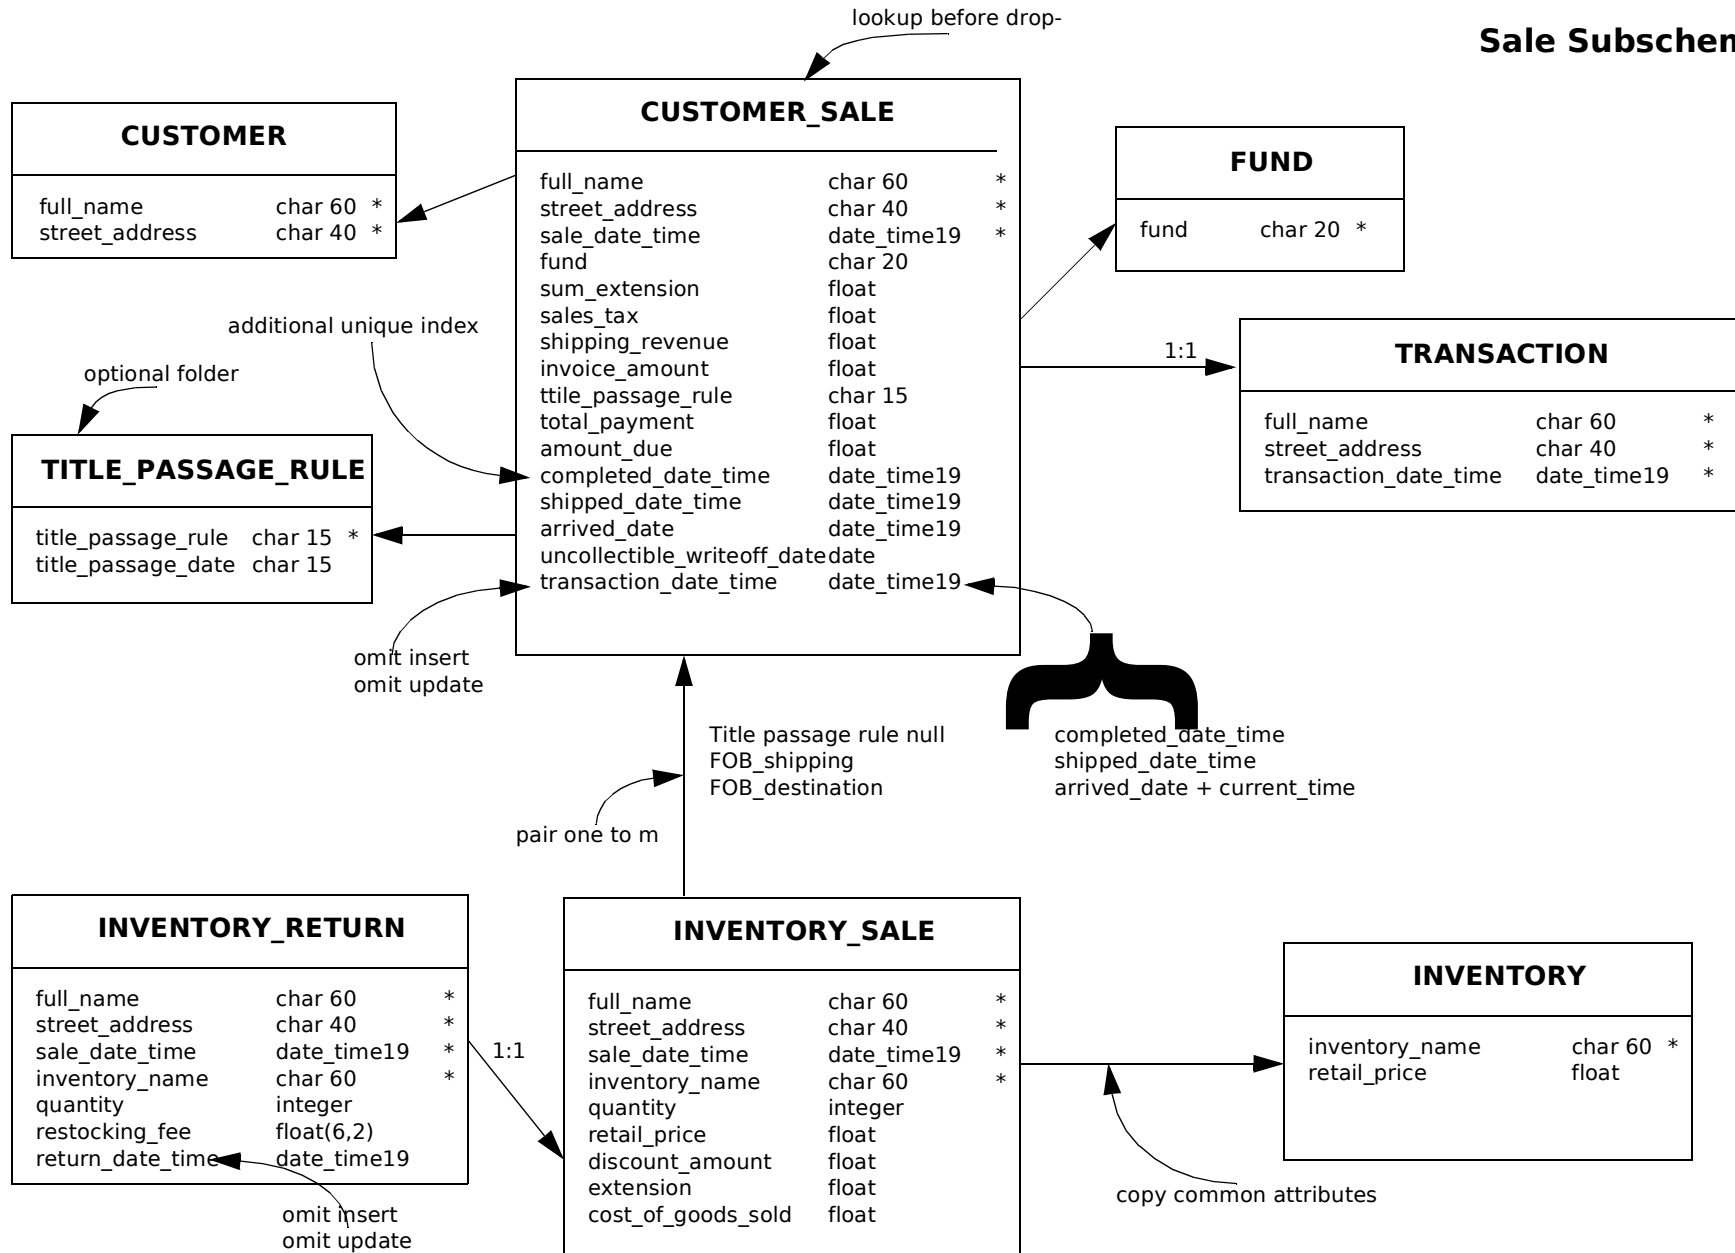 lookup before drop-
Sale Subschem
CUSTOMER_SALE
full_name char 60 *
street_address char 40 *
sale_date_time date_time19 *
fund char 20
sum_extension float
sales_tax float
shipping_revenue float
invoice_amount float
ttile_passage_rule char 15
total_payment float
amount_due float
completed_date_time date_time19
shipped_date_time date_time19
arrived_date date_time19
uncollectible_writeoff_date date
transaction_date_time date_time19
CUSTOMER
full_name char 60 *
street_address char 40 *
FUND
fund char 20 *
additional unique index
optional folder
1:1
TRANSACTION
full_name char 60 *
street_address char 40 *
transaction_date_time date_time19 *
TITLE_PASSAGE_RULE
title_passage_rule char 15 *
title_passage_date char 15
omit insert
omit update
Title passage rule null completed_date_time
FOB_shipping shipped_date_time
FOB_destination arrived_date + current_time
pair one to m
INVENTORY_RETURN
full_name char 60 *
street_address char 40 *
sale_date_time date_time19 *
inventory_name char 60 *
quantity integer
restocking_fee float(6,2)
return_date_time date_time19
omit insert
omit update
1:1
INVENTORY_SALE
full_name char 60 *
street_address char 40 *
sale_date_time date_time19 *
inventory_name char 60 *
quantity integer
retail_price float
discount_amount float
extension float
cost_of_goods_sold float
INVENTORY
inventory_name char 60 *
retail_price float
copy common attributes